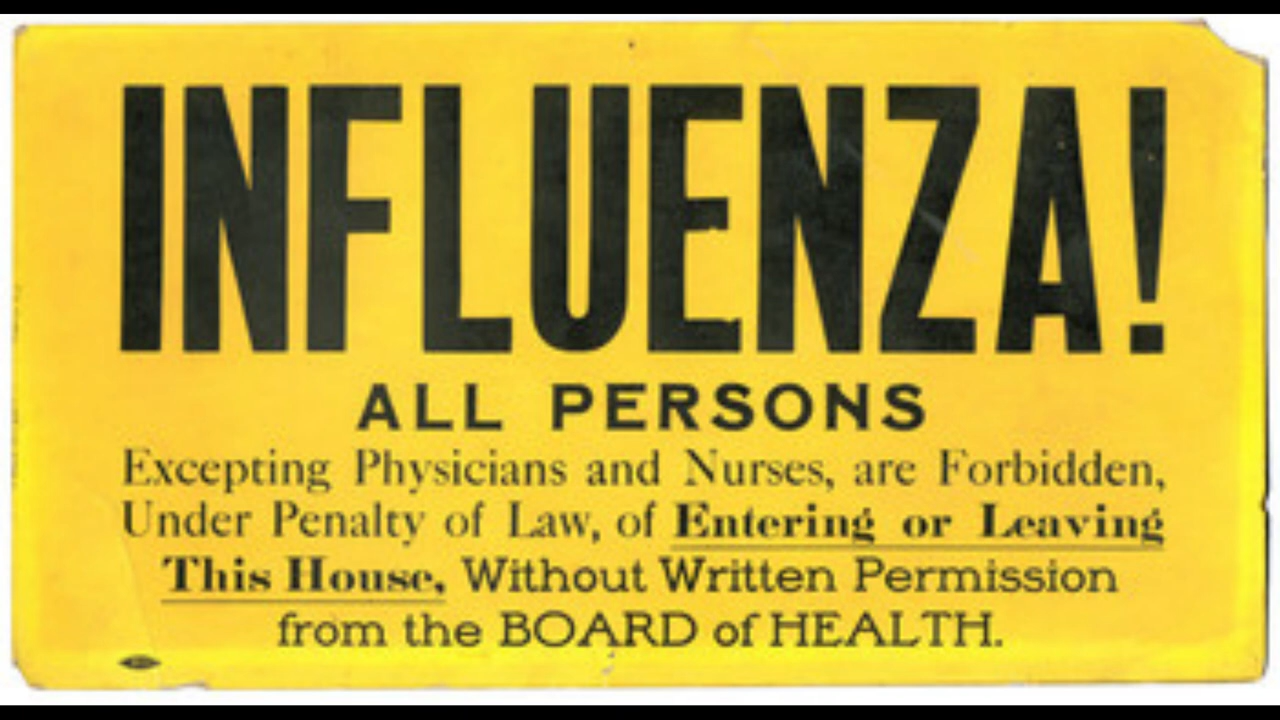 INFLUENZA!
ALL PERSONS
Excepting Physicians and Nurses, are Forbidden,
Under Penalty of Law, of Entering or Leaving
This House, Without Written Permission
from the BOARD of HEALTH.